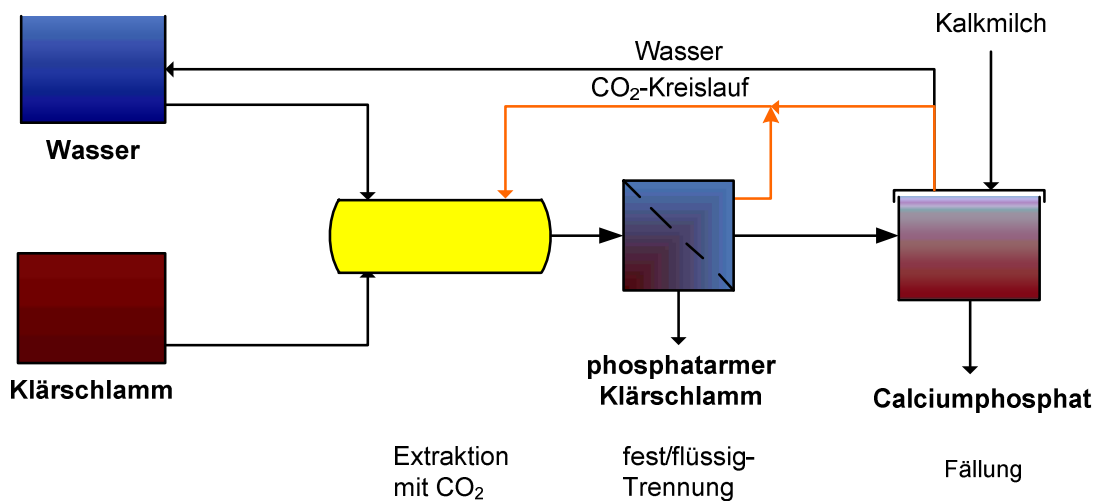 Kalkmilch
Wasser
CO₂-Kreislauf
Wasser
Klärschlamm
phosphatarmer
Klärschlamm
Calciumphosphat
Extraktion
mit CO₂
fest/flüssig-
Trennung
Fällung